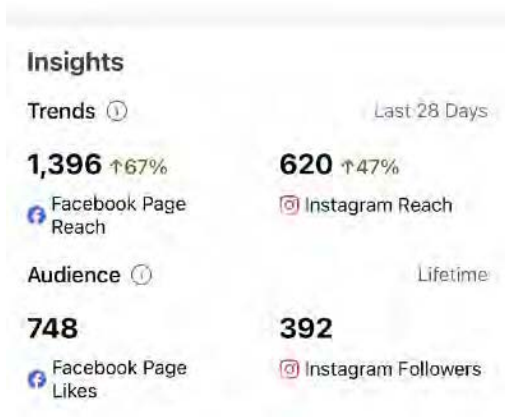 Insights
Trends Last 28 Days
1,396 ↑67% 620 ↑47%
Facebook Page Reach Instagram Reach
Audience Lifetime
748 392
Facebook Page Likes Instagram Followers